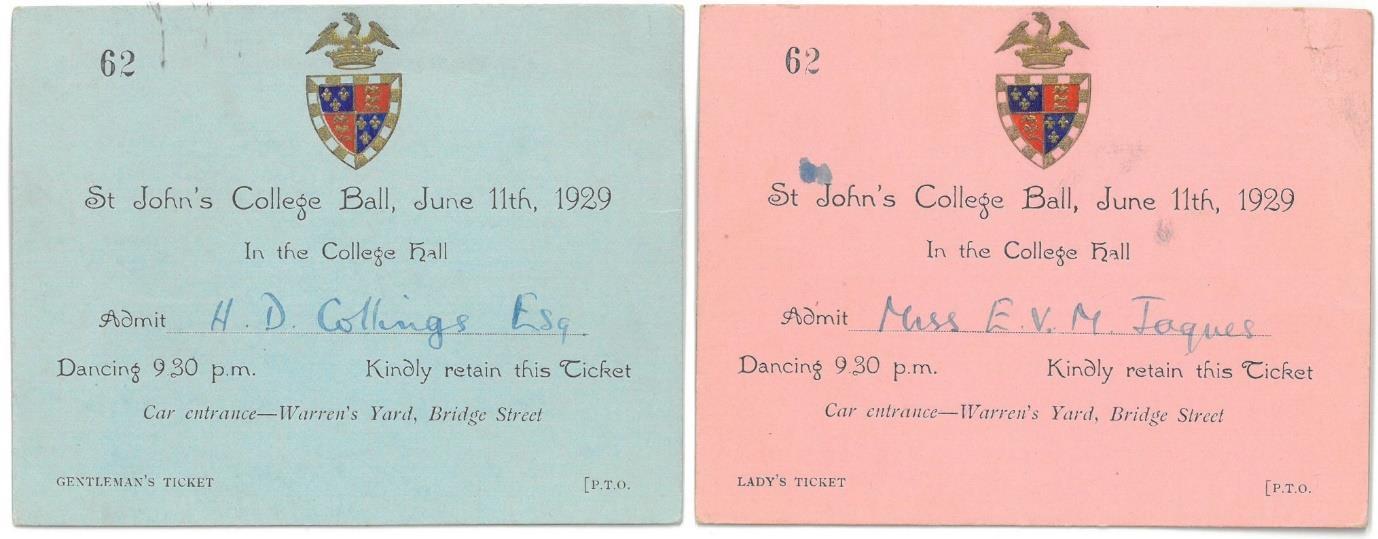 62
St John's College Ball, June 11th, 1929
In the College Hall
Admit H. D. Collings Esq
Dancing 9.30 p.m. Kindly retain this Ticket
Car entrance—Warren's Yard, Bridge Street
GENTLEMAN'S TICKET [P.T.O.
62
St John's College Ball, June 11th, 1929
In the College Hall
Admit Miss E. V. M. Jaques
Dancing 9.30 p.m. Kindly retain this Ticket
Car entrance—Warren's Yard, Bridge Street
LADY'S TICKET [P.T.O.